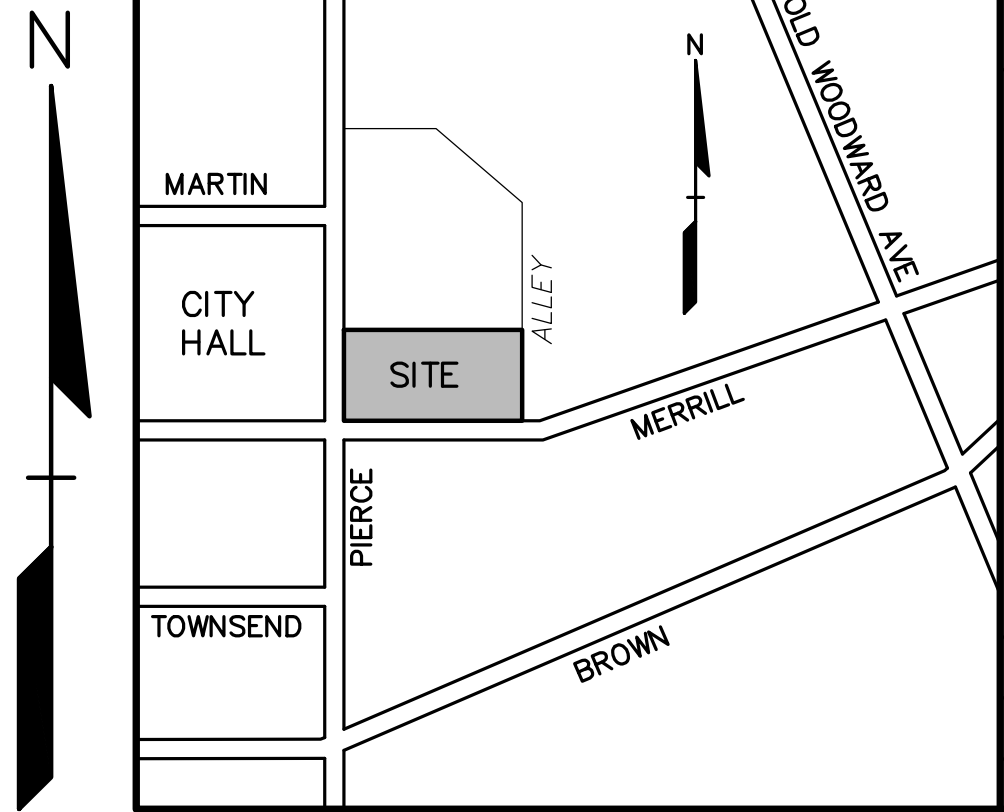 N
N
OLD WOODWARD AVE
MARTIN
CITY
HALL
ALLEY
SITE
MERRILL
PIERCE
TOWNSEND
BROWN